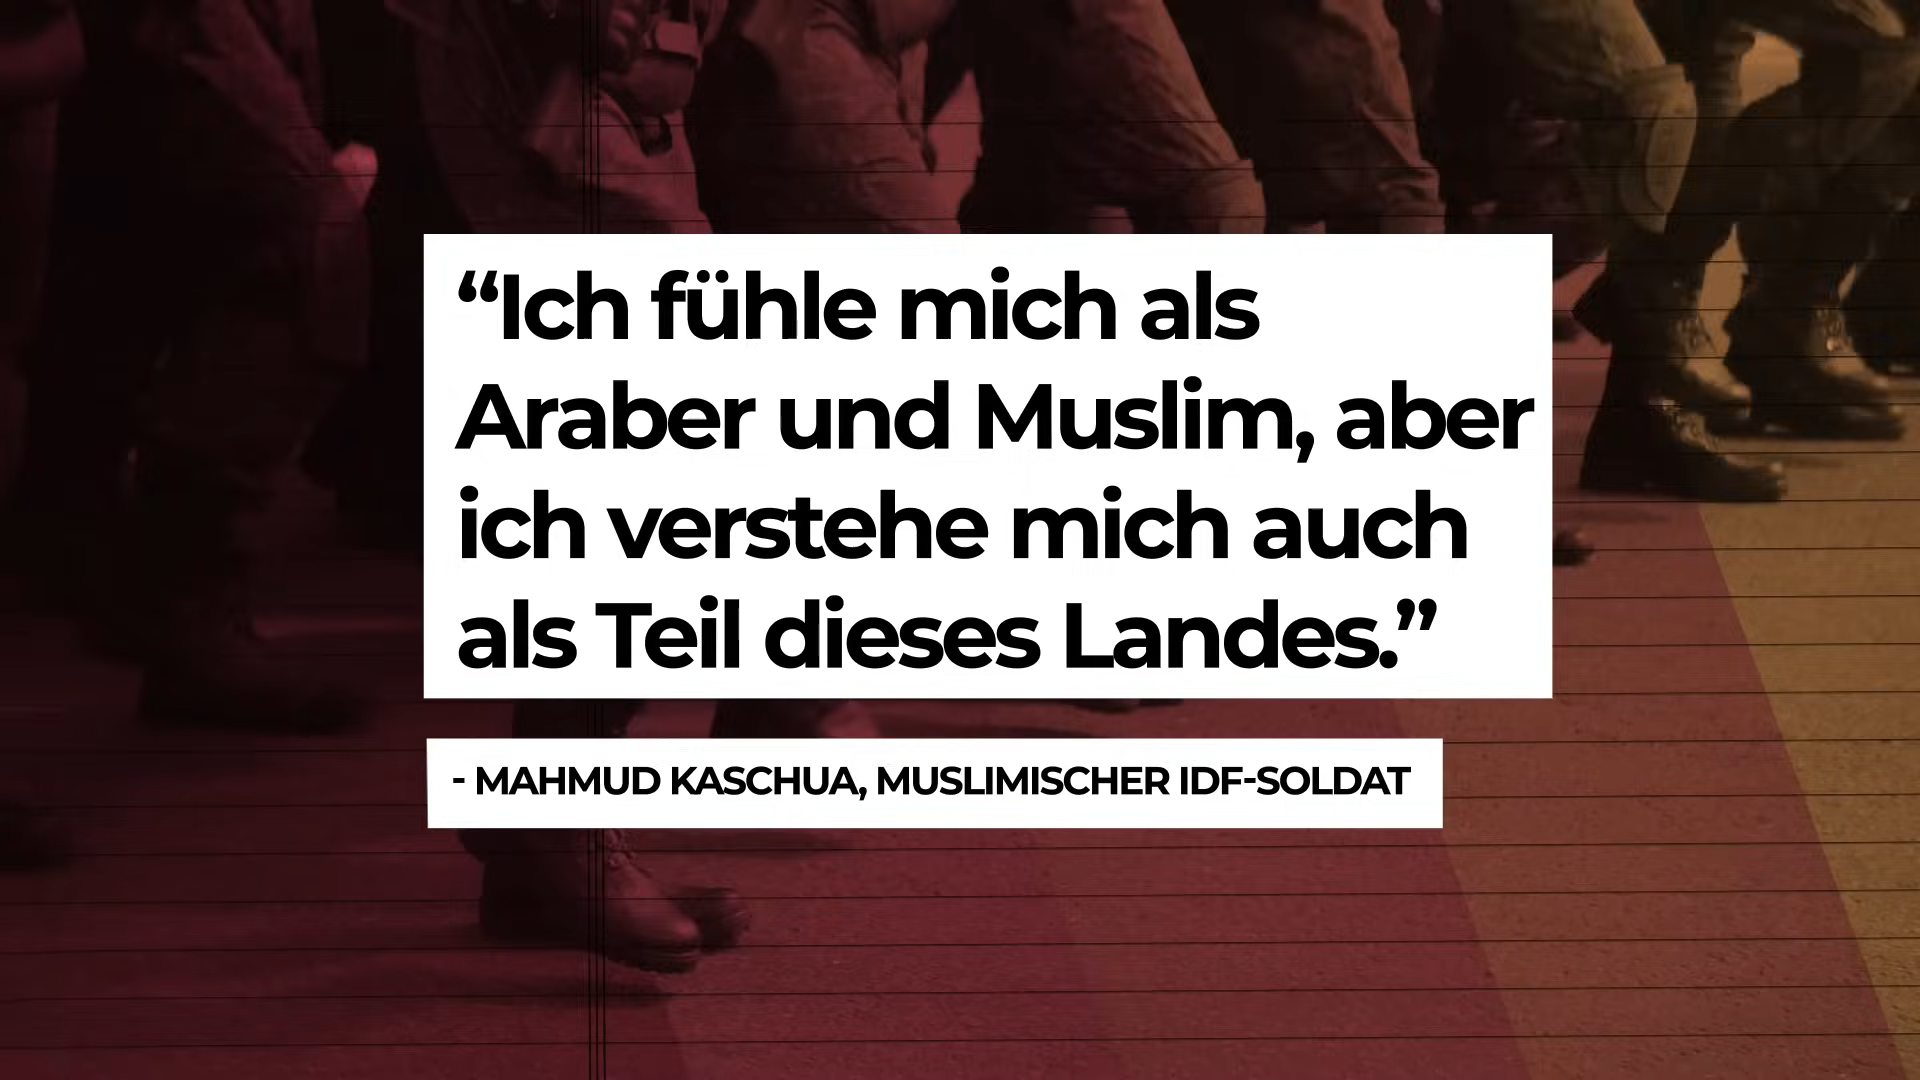 “Ich fühle mich als
Araber und Muslim, aber
ich verstehe mich auch
als Teil dieses Landes.”
- MAHMUD KASCHUA, MUSLIMISCHER IDF-SOLDAT